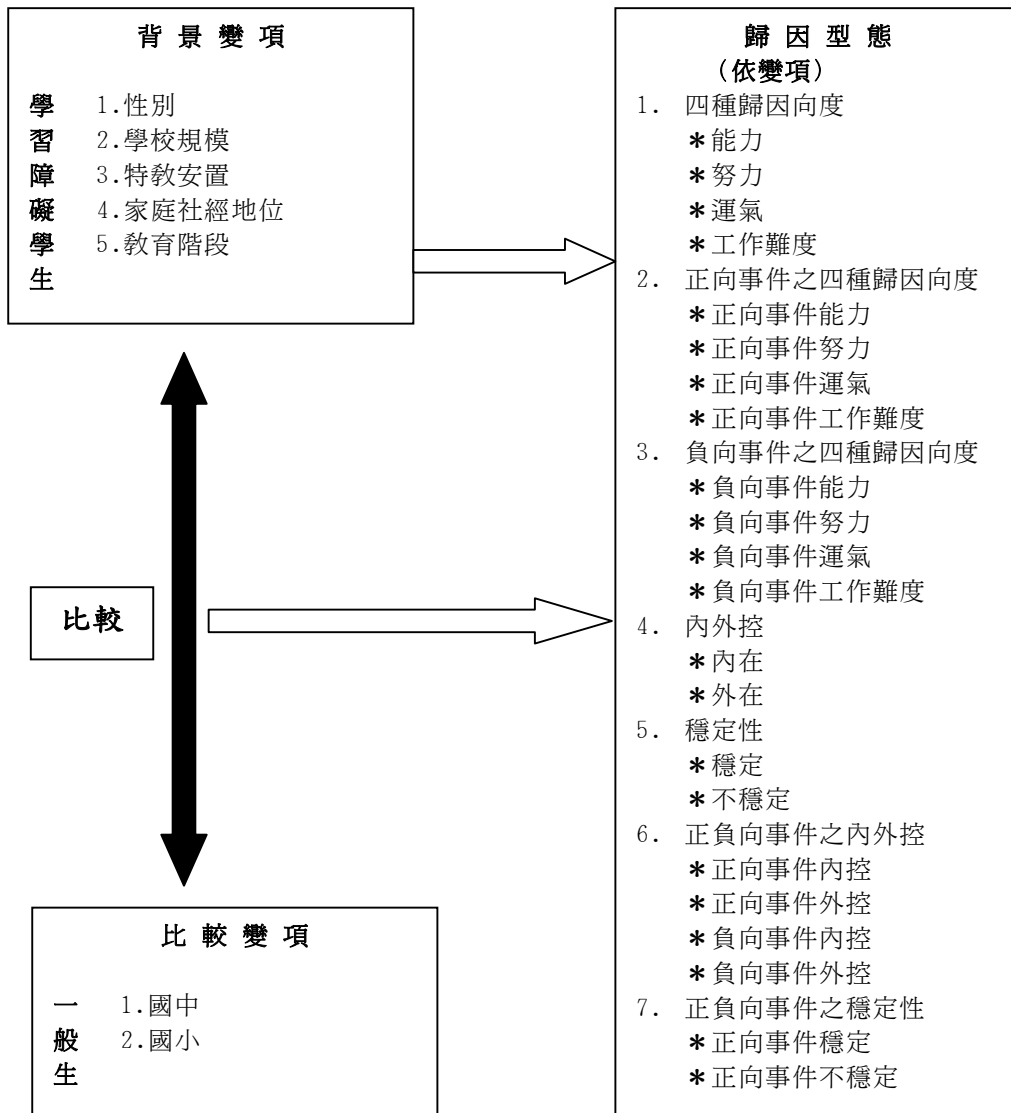 背景變項
學習障礙學生
1.性別
2.學校規模
3.特教安置
4.家庭社經地位
5.教育階段
比較
比較變項
一般生
1.國中
2.國小
歸因型態
(依變項)
1. 四種歸因向度
＊能力
＊努力
＊運氣
＊工作難度
2. 正向事件之四種歸因向度
＊正向事件能力
＊正向事件努力
＊正向事件運氣
＊正向事件工作難度
3. 負向事件之四種歸因向度
＊負向事件能力
＊負向事件努力
＊負向事件運氣
＊負向事件工作難度
4. 內外控
＊內在
＊外在
5. 穩定性
＊穩定
＊不穩定
6. 正負向事件之內外控
＊正向事件內控
＊正向事件外控
＊負向事件內控
＊負向事件外控
7. 正負向事件之穩定性
＊正向事件穩定
＊正向事件不穩定